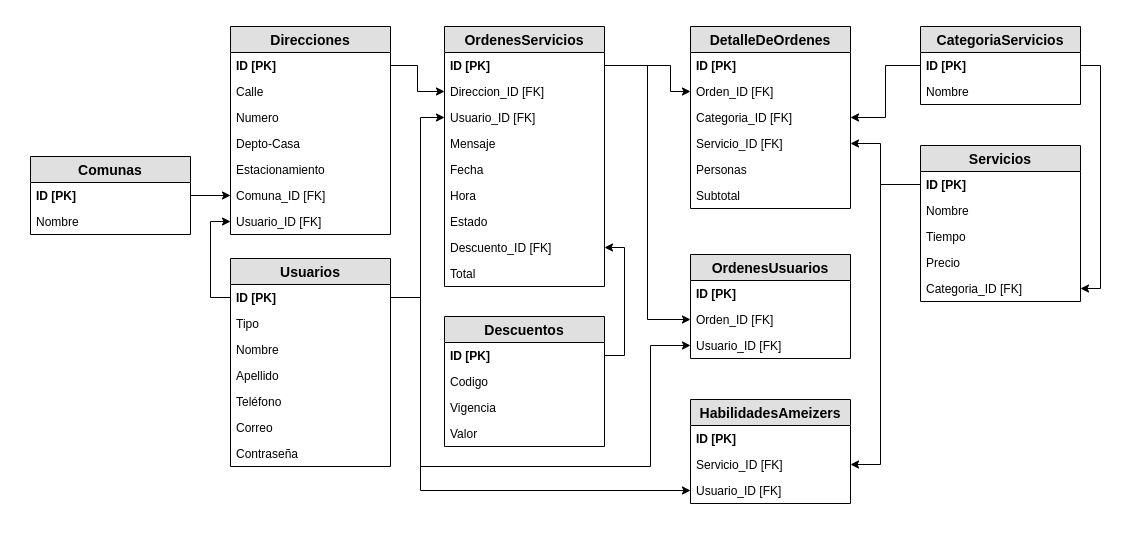 Comunas
ID [PK]
Nombre
Direcciones
ID [PK]
Calle
Numero
Depto-Casa
Estacionamiento
Comuna_ID [FK]
Usuario_ID [FK]
Usuarios
ID [PK]
Tipo
Nombre
Apellido
Teléfono
Correo
Contraseña
OrdenesServicios
ID [PK]
Direccion_ID [FK]
Usuario_ID [FK]
Mensaje
Fecha
Hora
Estado
Descuento_ID [FK]
Total
Descuentos
ID [PK]
Codigo
Vigencia
Valor
DetalleDeOrdenes
ID [PK]
Orden_ID [FK]
Categoria_ID [FK]
Servicio_ID [FK]
Personas
Subtotal
OrdenesUsuarios
ID [PK]
Orden_ID [FK]
Usuario_ID [FK]
HabilidadesAmeizers
ID [PK]
Servicio_ID [FK]
Usuario_ID [FK]
CategoriaServicios
ID [PK]
Nombre
Servicios
ID [PK]
Nombre
Tiempo
Precio
Categoria_ID [FK]